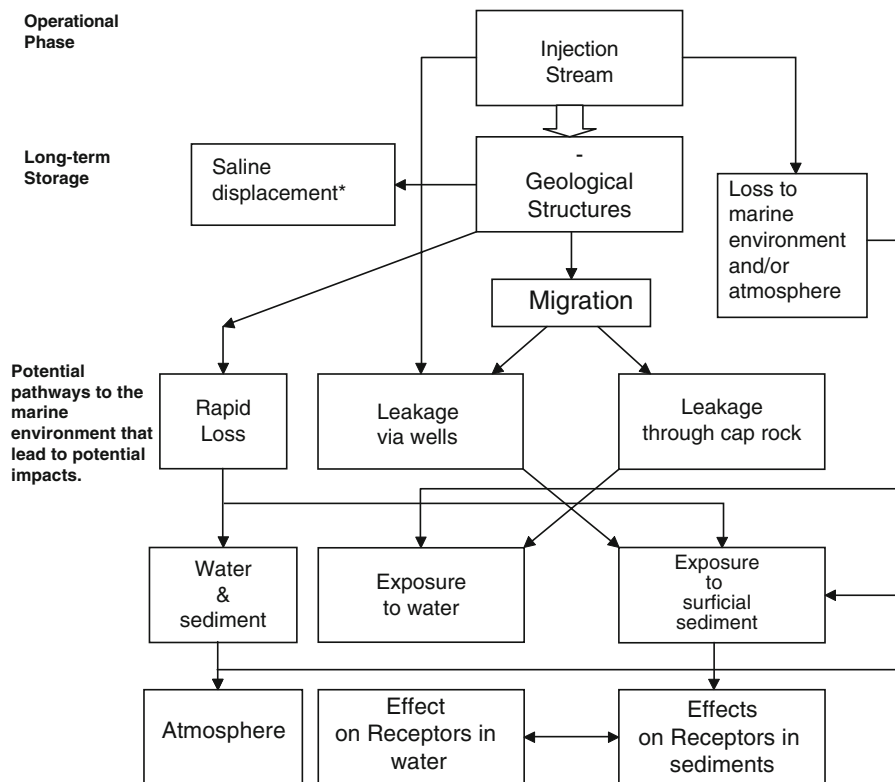 Operational
Phase
Injection
Stream
Long-term
Storage
Saline
displacement*
-
Geological
Structures
Loss to
marine
environment
and/or
atmosphere
Migration
Potential
pathways to the
marine
environment that
lead to potential
impacts.
Rapid
Loss
Leakage
via wells
Leakage
through cap rock
Water
&
sediment
Exposure
to water
Exposure
to
surficial
sediment
Atmosphere
Effect
on Receptors in
water
Effects
on Receptors in
sediments